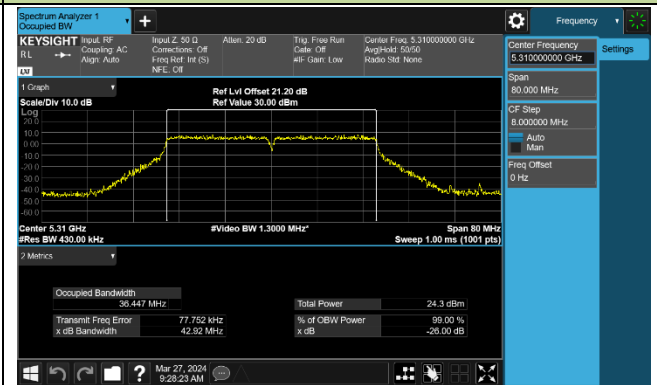 Spectrum Analyzer 1
Occupied BW
+
Frequency
KEYSIGHT
RL
LXI
Input: RF
Coupling: AC
Align: Auto
Input Z: 50 Ω
Corrections: Off
Freq Ref: Int (S)
NFE: Off
Atten: 20 dB
Trig: Free Run
Gate: Off
#IF Gain: Low
Center Freq: 5.310000000 GHz
Avg|Hold: 50/50
Radio Std: None
Center Frequency
5.310000000 GHz
Settings
Span
80.000 MHz
CF Step
8.000000 MHz
Auto
Man
Freq Offset
0 Hz
1 Graph
Scale/Div 10.0 dB
Ref Lvl Offset 21.20 dB
Ref Value 30.00 dBm
Log
20.0
10.0
0.00
-10.0
-20.0
-30.0
-40.0
-50.0
-60.0
Center 5.31 GHz
#Res BW 430.00 kHz
#Video BW 1.3000 MHz*
Span 80 MHz
Sweep 1.00 ms (1001 pts)
2 Metrics
Occupied Bandwidth
36.447 MHz
Total Power 24.3 dBm
Transmit Freq Error 77.752 kHz
% of OBW Power 99.00 %
x dB Bandwidth 42.92 MHz
x dB -26.00 dB
?
Mar 27, 2024
9:28:23 AM